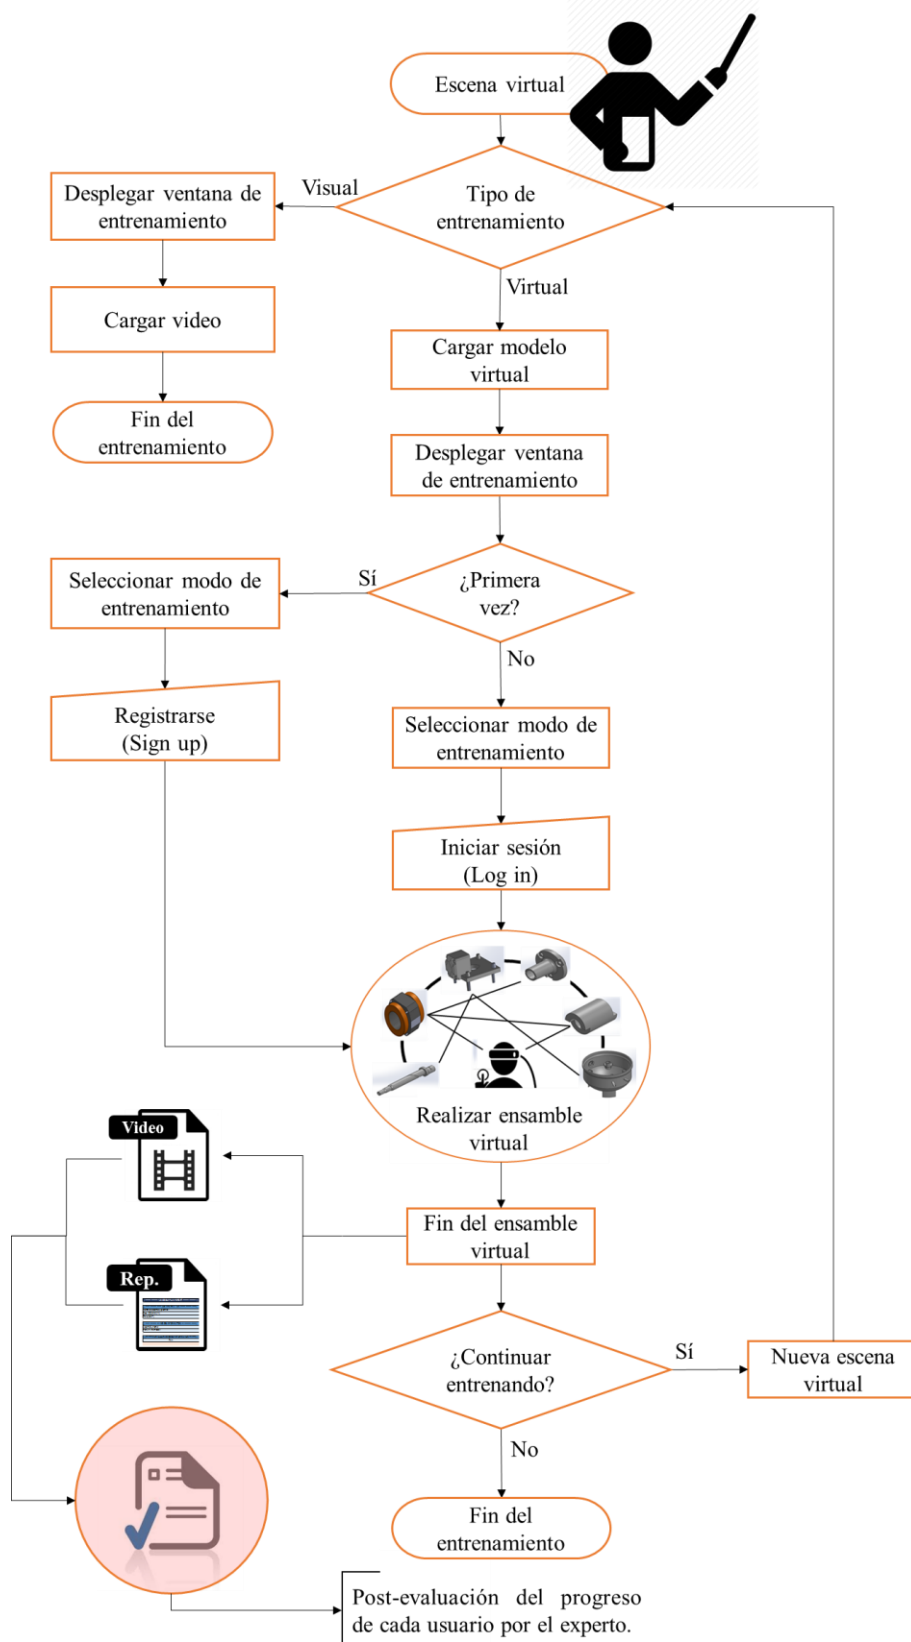 Escena virtual
Tipo de
entrenamiento
Visual
Desplegar ventana de
entrenamiento
Cargar video
Fin del
entrenamiento
Virtual
Cargar modelo
virtual
Desplegar ventana
de entrenamiento
¿Primera
vez?
Sí
Seleccionar modo de
entrenamiento
Registrarse
(Sign up)
No
Seleccionar modo de
entrenamiento
Iniciar sesión
(Log in)
Realizar ensamble
virtual
Fin del ensamble
virtual
Video
Rep.
¿Continuar
entrenando?
Sí
Nueva escena
virtual
No
Fin del
entrenamiento
Post-evaluación del progreso
de cada usuario por el experto.